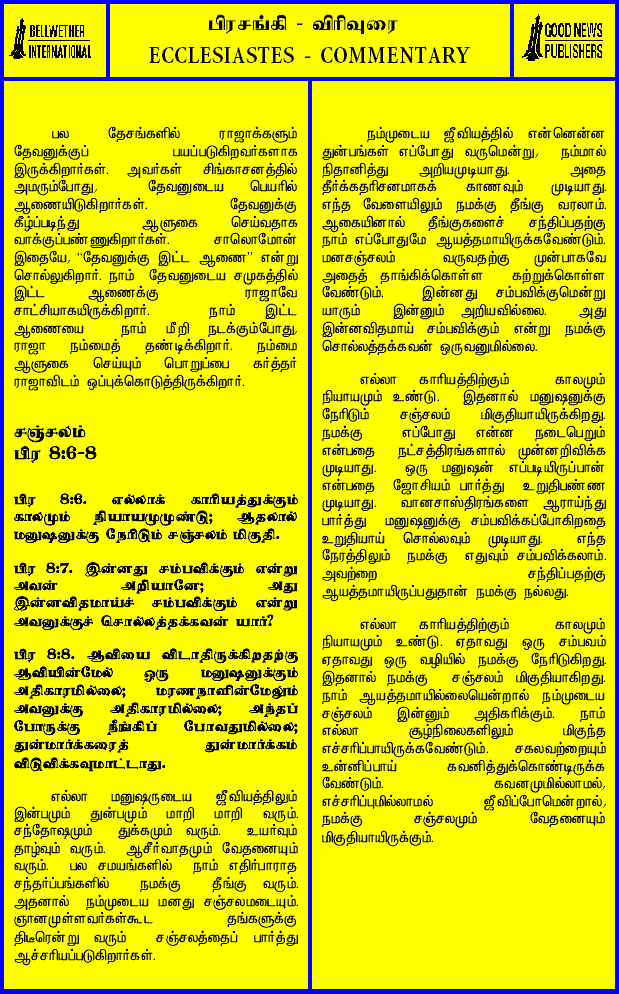 BELLWETHER
INTERNATIONAL
பிரசங்கி - விரிவுரை
ECCLESIASTES - COMMENTARY
GOOD NEWS
PUBLISHERS
பல தேசங்களில் ராஜாக்களும்
தேவனுக்குப் பயப்படுகிறவர்களாக
இருக்கிறார்கள். அவர்கள் சிங்காசனத்தில்
அமரும்போது, தேவனுடைய பெயரில்
ஆணையிடுகிறார்கள். தேவனுக்கு
கீழ்ப்படிந்து ஆளுகை செய்வதாக
வாக்குப்பண்ணுகிறார்கள். சாலொமோன்
இதையே, “தேவனுக்கு இட்ட ஆணை” என்று
சொல்லுகிறார். நாம் தேவனுடைய சமுகத்தில்
இட்ட ஆணைக்கு ராஜாவே
சாட்சியாகயிருக்கிறார். நாம் இட்ட
ஆணையை நாம் மீறி நடக்கும்போது,
ராஜா நம்மைத் தண்டிக்கிறார். நம்மை
ஆளுகை செய்யும் பொறுப்பை கர்த்தர்
ராஜாவிடம் ஒப்புக்கொடுத்திருக்கிறார்.
சஞ்சலம்
பிர 8:6-8
பிர 8:6. எல்லாக் காரியத்துக்கும்
காலமும் நியாயமுமுண்டு; ஆதலால்
மனுஷனுக்கு நேரிடும் சஞ்சலம் மிகுதி.
பிர 8:7. இன்னது சம்பவிக்கும் என்று
அவன் அறியானே; அது
இன்னவிதமாய்ச் சம்பவிக்கும் என்று
அவனுக்குச் சொல்லத்தக்கவன் யார்?
பிர 8:8. ஆவியை விடாதிருக்கிறதற்கு
ஆவியின்மேல் ஒரு மனுஷனுக்கும்
அதிகாரமில்லை; மரணநாளின்மேலும்
அவனுக்கு அதிகாரமில்லை; அந்தப்
போருக்கு நீங்கிப் போவதுமில்லை;
துன்மார்க்கரைத் துன்மார்க்கம்
விடுவிக்கவுமாட்டாது.
எல்லா மனுஷருடைய ஜீவியத்திலும்
இன்பமும் துன்பமும் மாறி மாறி வரும்.
சந்தோஷமும் துக்கமும் வரும். உயர்வும்
தாழ்வும் வரும். ஆசீர்வாதமும் வேதனையும்
வரும். பல சமயங்களில் நாம் எதிர்பாராத
சந்தர்ப்பங்களில் நமக்கு தீங்கு வரும்.
அதனால் நம்முடைய மனது சஞ்சலமடையும்.
ஞானமுள்ளவர்கள்கூட தங்களுக்கு
திடீரென்று வரும் சஞ்சலத்தைப் பார்த்து
ஆச்சரியப்படுகிறார்கள்.
நம்முடைய ஜீவியத்தில் என்னென்ன
துன்பங்கள் எப்போது வருமென்று, நம்மால்
நிதானித்து அறியமுடியாது. அதை
தீர்க்கதரிசனமாகக் காணவும் முடியாது.
எந்த வேளையிலும் நமக்கு தீங்கு வரலாம்.
ஆகையினால் தீங்குகளைச் சந்திப்பதற்கு
நாம் எப்போதுமே ஆயத்தமாயிருக்கவேண்டும்.
மனசஞ்சலம் வருவதற்கு முன்பாகவே
அதைத் தாங்கிக்கொள்ள கற்றுக்கொள்ள
வேண்டும். இன்னது சம்பவிக்குமென்று
யாரும் இன்னும் அறியவில்லை. அது
இன்னவிதமாய் சம்பவிக்கும் என்று நமக்கு
சொல்லத்தக்கவன் ஒருவனுமில்லை.
எல்லா காரியத்திற்கும் காலமும்
நியாயமும் உண்டு. இதனால் மனுஷனுக்கு
நேரிடும் சஞ்சலம் மிகுதியாயிருக்கிறது.
நமக்கு எப்போது என்ன நடைபெறும்
என்பதை நட்சத்திரங்களால் முன்னறிவிக்க
முடியாது. ஒரு மனுஷன் எப்படியிருப்பான்
என்பதை ஜோசியம் பார்த்து உறுதிபண்ண
முடியாது. வானசாஸ்திரங்களை ஆராய்ந்து
பார்த்து மனுஷனுக்கு சம்பவிக்கப்போகிறதை
உறுதியாய் சொல்லவும் முடியாது. எந்த
நேரத்திலும் நமக்கு எதுவும் சம்பவிக்கலாம்.
அவற்றை சந்திப்பதற்கு
ஆயத்தமாயிருப்பதுதான் நமக்கு நல்லது.
எல்லா காரியத்திற்கும் காலமும்
நியாயமும் உண்டு. ஏதாவது ஒரு சம்பவம்
ஏதாவது ஒரு வழியில் நமக்கு நேரிடுகிறது.
இதனால் நமக்கு சஞ்சலம் மிகுதியாகிறது.
நாம் ஆயத்தமாயில்லையென்றால் நம்முடைய
சஞ்சலம் இன்னும் அதிகரிக்கும். நாம்
எல்லா சூழ்நிலைகளிலும் மிகுந்த
எச்சரிப்பாயிருக்கவேண்டும். சகலவற்றையும்
உன்னிப்பாய் கவனித்துக்கொண்டிருக்க
வேண்டும். கவனமுமில்லாமல்,
எச்சரிப்புமில்லாமல் ஜீவிப்போமென்றால்,
நமக்கு சஞ்சலமும் வேதனையும்
மிகுதியாயிருக்கும்.